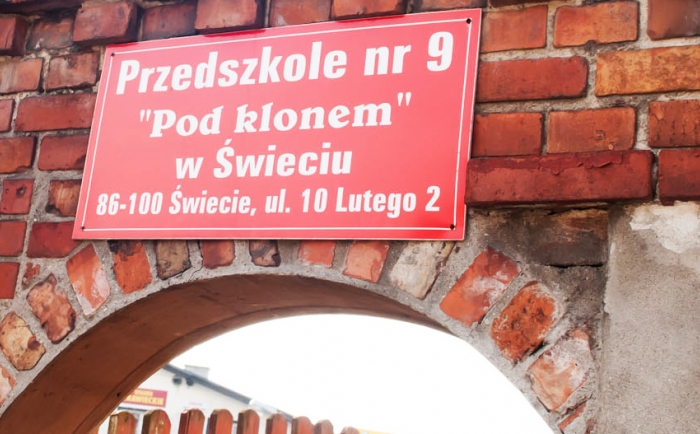 Przedszkole nr 9
"Pod klonem"
w Świeciu
86-100 Świecie, ul. 10 Lutego 2